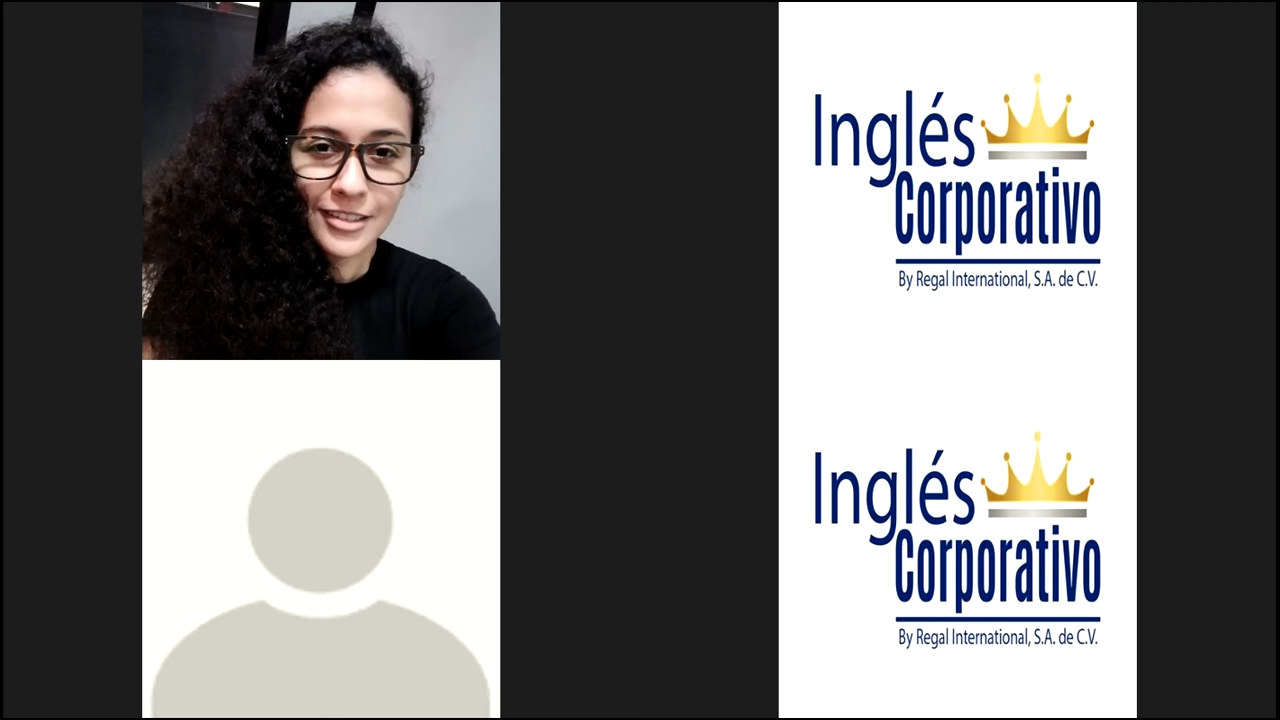 Inglés
Corporativo
By Regal International, S.A. de C.V.
Inglés
Corporativo
By Regal International, S.A. de C.V.